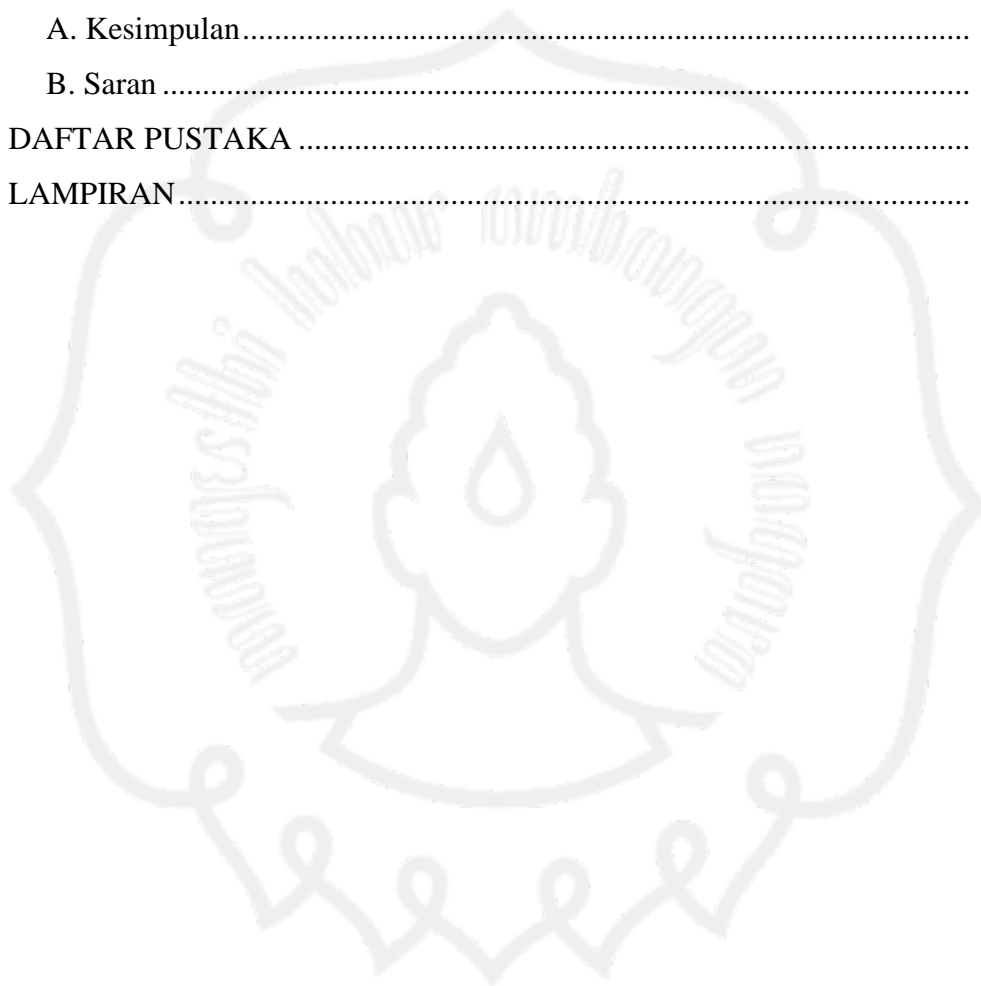 A. Kesimpulan...........................................................................................
B. Saran .....................................................................................................
DAFTAR PUSTAKA ....................................................................................
LAMPIRAN...................................................................................................